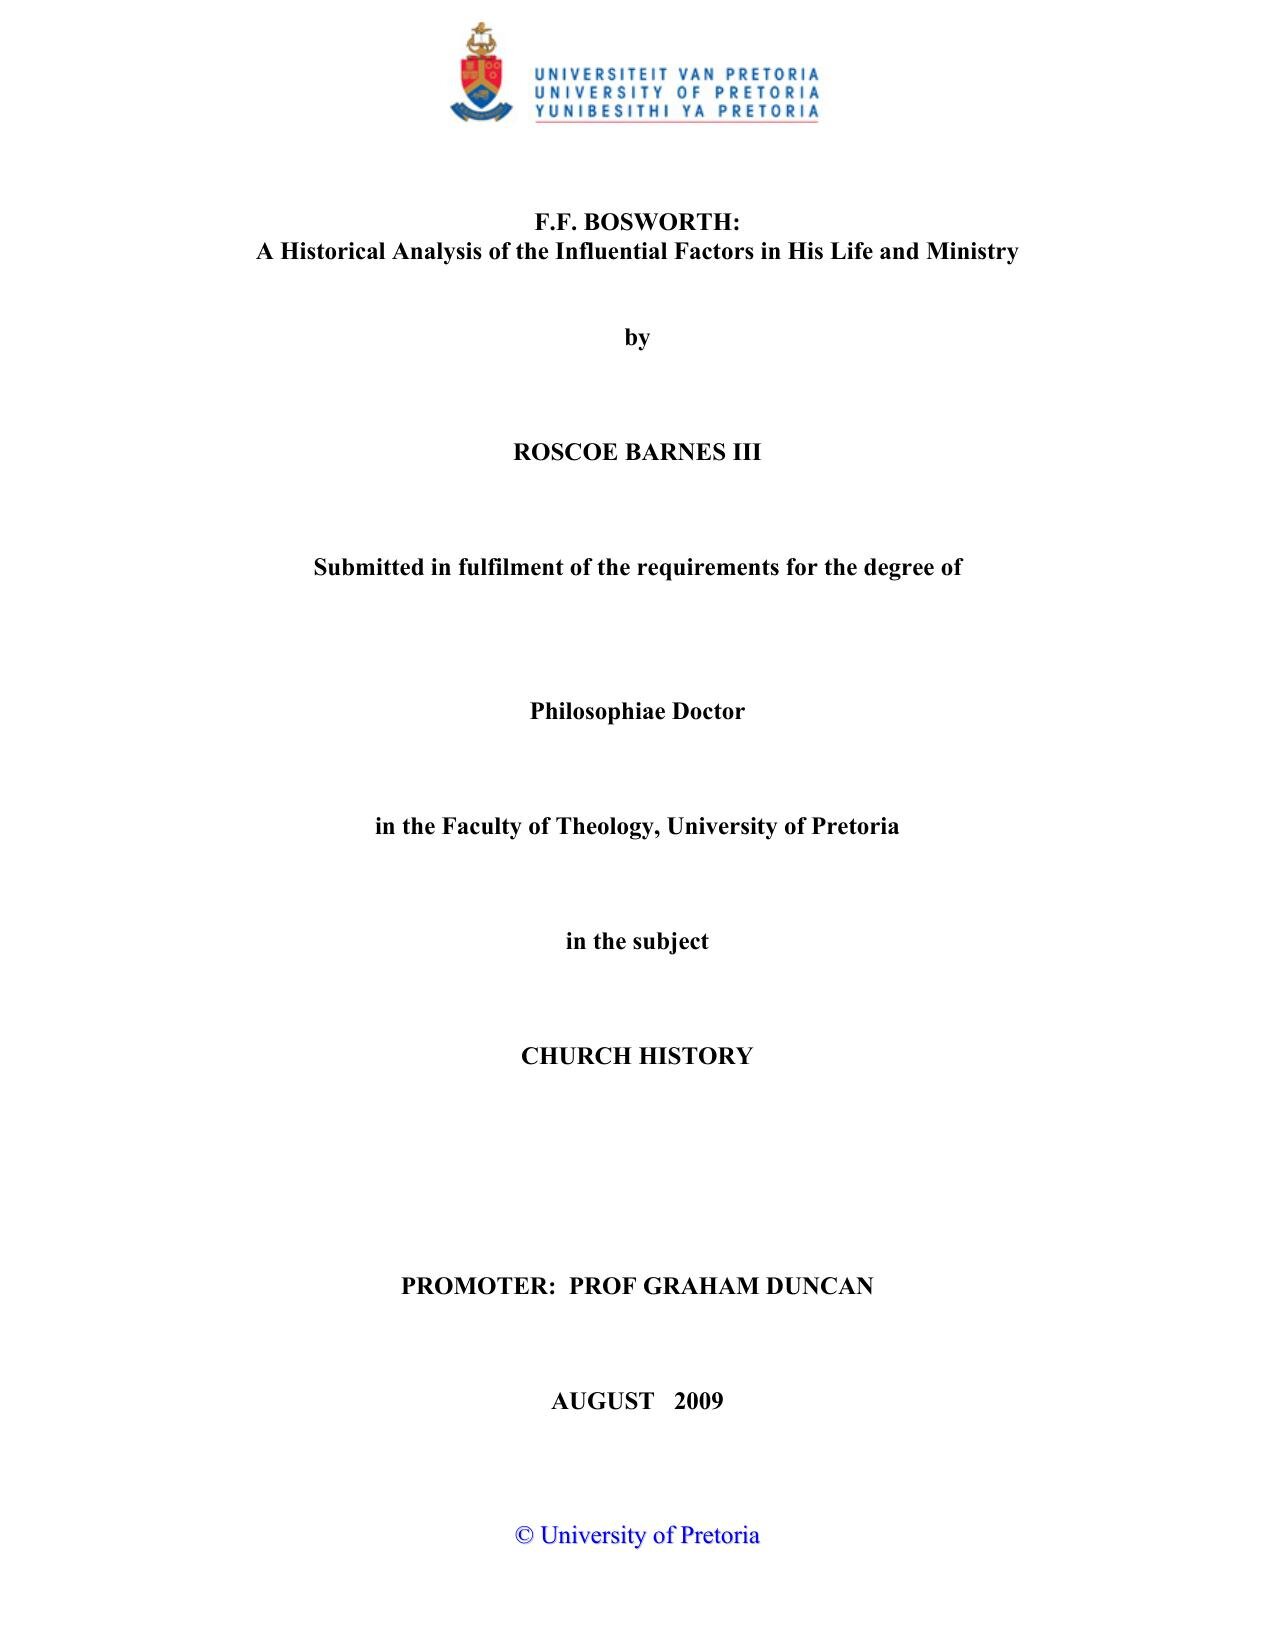 UNIVERSITEIT VAN PRETORIA
UNIVERSITY OF PRETORIA
YUNIBESITHI YA PRETORIA
F.F. BOSWORTH:
A Historical Analysis of the Influential Factors in His Life and Ministry
by
ROSCOE BARNES III
Submitted in fulfilment of the requirements for the degree of
Philosophiae Doctor
in the Faculty of Theology, University of Pretoria
in the subject
CHURCH HISTORY
PROMOTER:  PROF GRAHAM DUNCAN
AUGUST   2009
© University of Pretoria